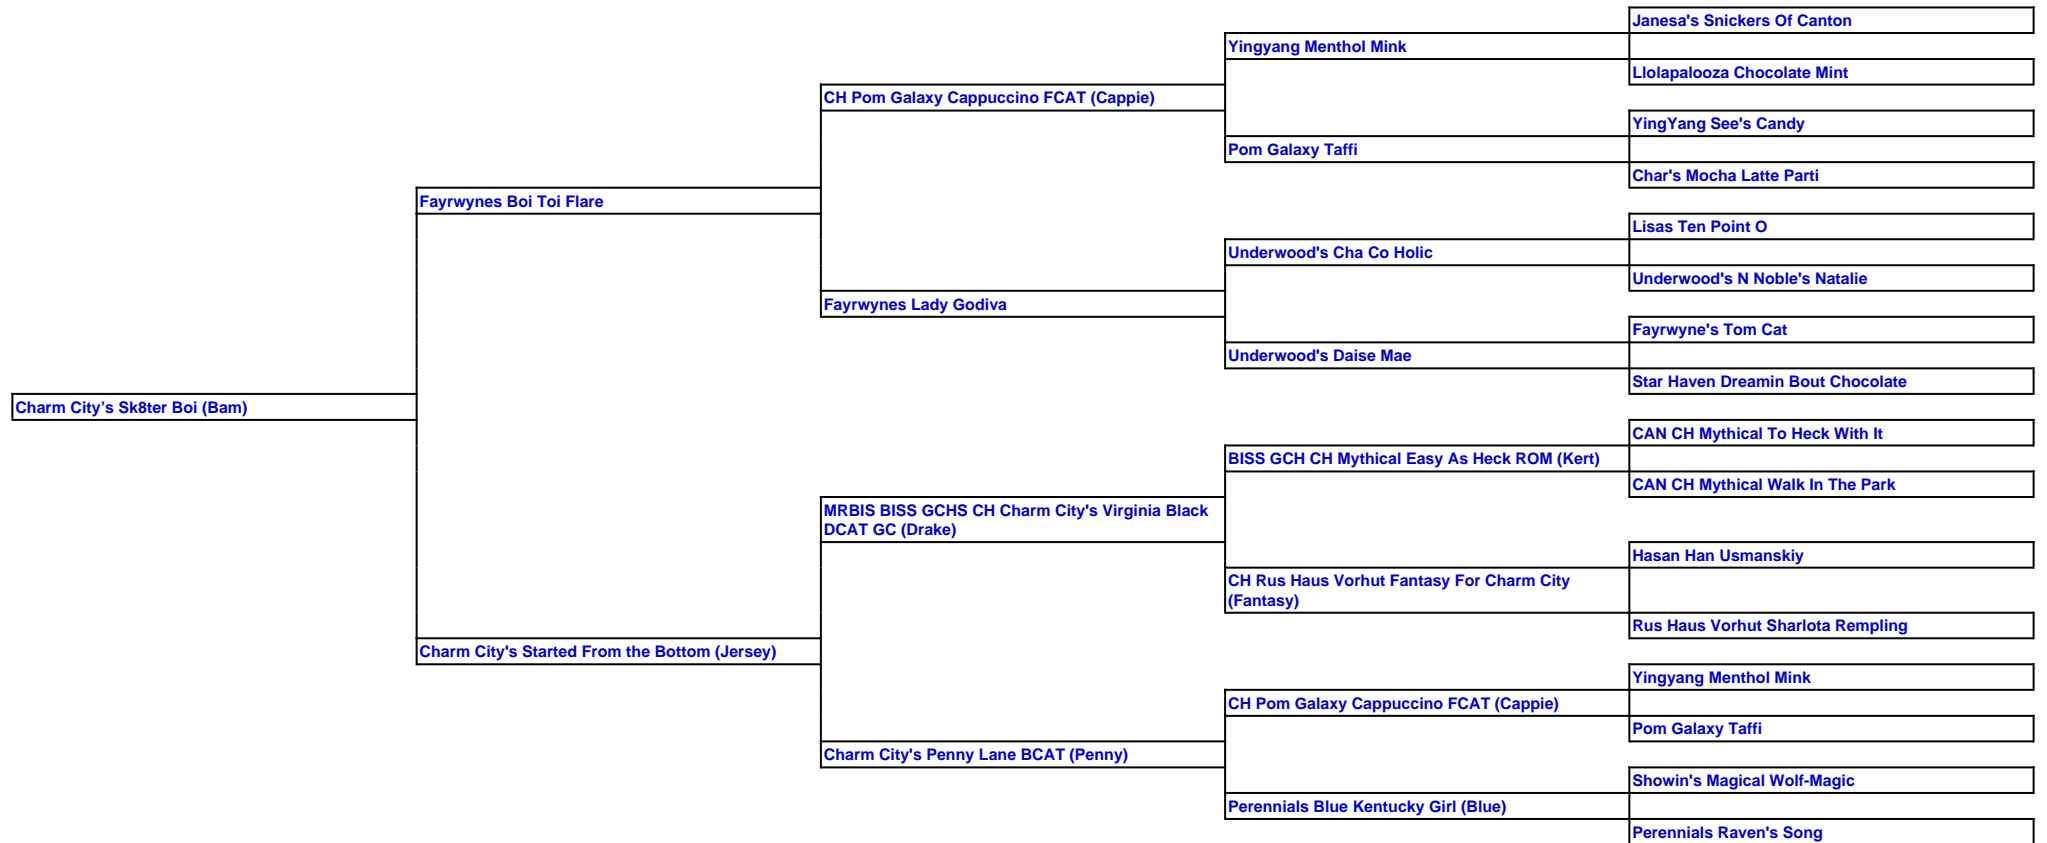 Janesa's Snickers Of Canton
Yingyang Menthol Mink
Llolapalooza Chocolate Mint
CH Pom Galaxy Cappuccino FCAT (Cappie)
YingYang See's Candy
Pom Galaxy Taffi
Char's Mocha Latte Parti
Fayrwynes Boi Toi Flare
Lisas Ten Point O
Underwood's Cha Co Holic
Underwood's N Noble's Natalie
Fayrwynes Lady Godiva
Fayrwyne's Tom Cat
Underwood's Daise Mae
Star Haven Dreamin Bout Chocolate
Charm City’s Sk8ter Boi (Bam)
CAN CH Mythical To Heck With It
BISS GCH CH Mythical Easy As Heck ROM (Kert)
CAN CH Mythical Walk In The Park
MRBIS BISS GCHS CH Charm City's Virginia Black
DCAT GC (Drake)
Hasan Han Usmanskiy
CH Rus Haus Vorhut Fantasy For Charm City
(Fantasy)
Rus Haus Vorhut Sharlota Rempling
Charm City's Started From the Bottom (Jersey)
Yingyang Menthol Mink
CH Pom Galaxy Cappuccino FCAT (Cappie)
Pom Galaxy Taffi
Charm City's Penny Lane BCAT (Penny)
Showin's Magical Wolf-Magic
Perennials Blue Kentucky Girl (Blue)
Perennials Raven's Song